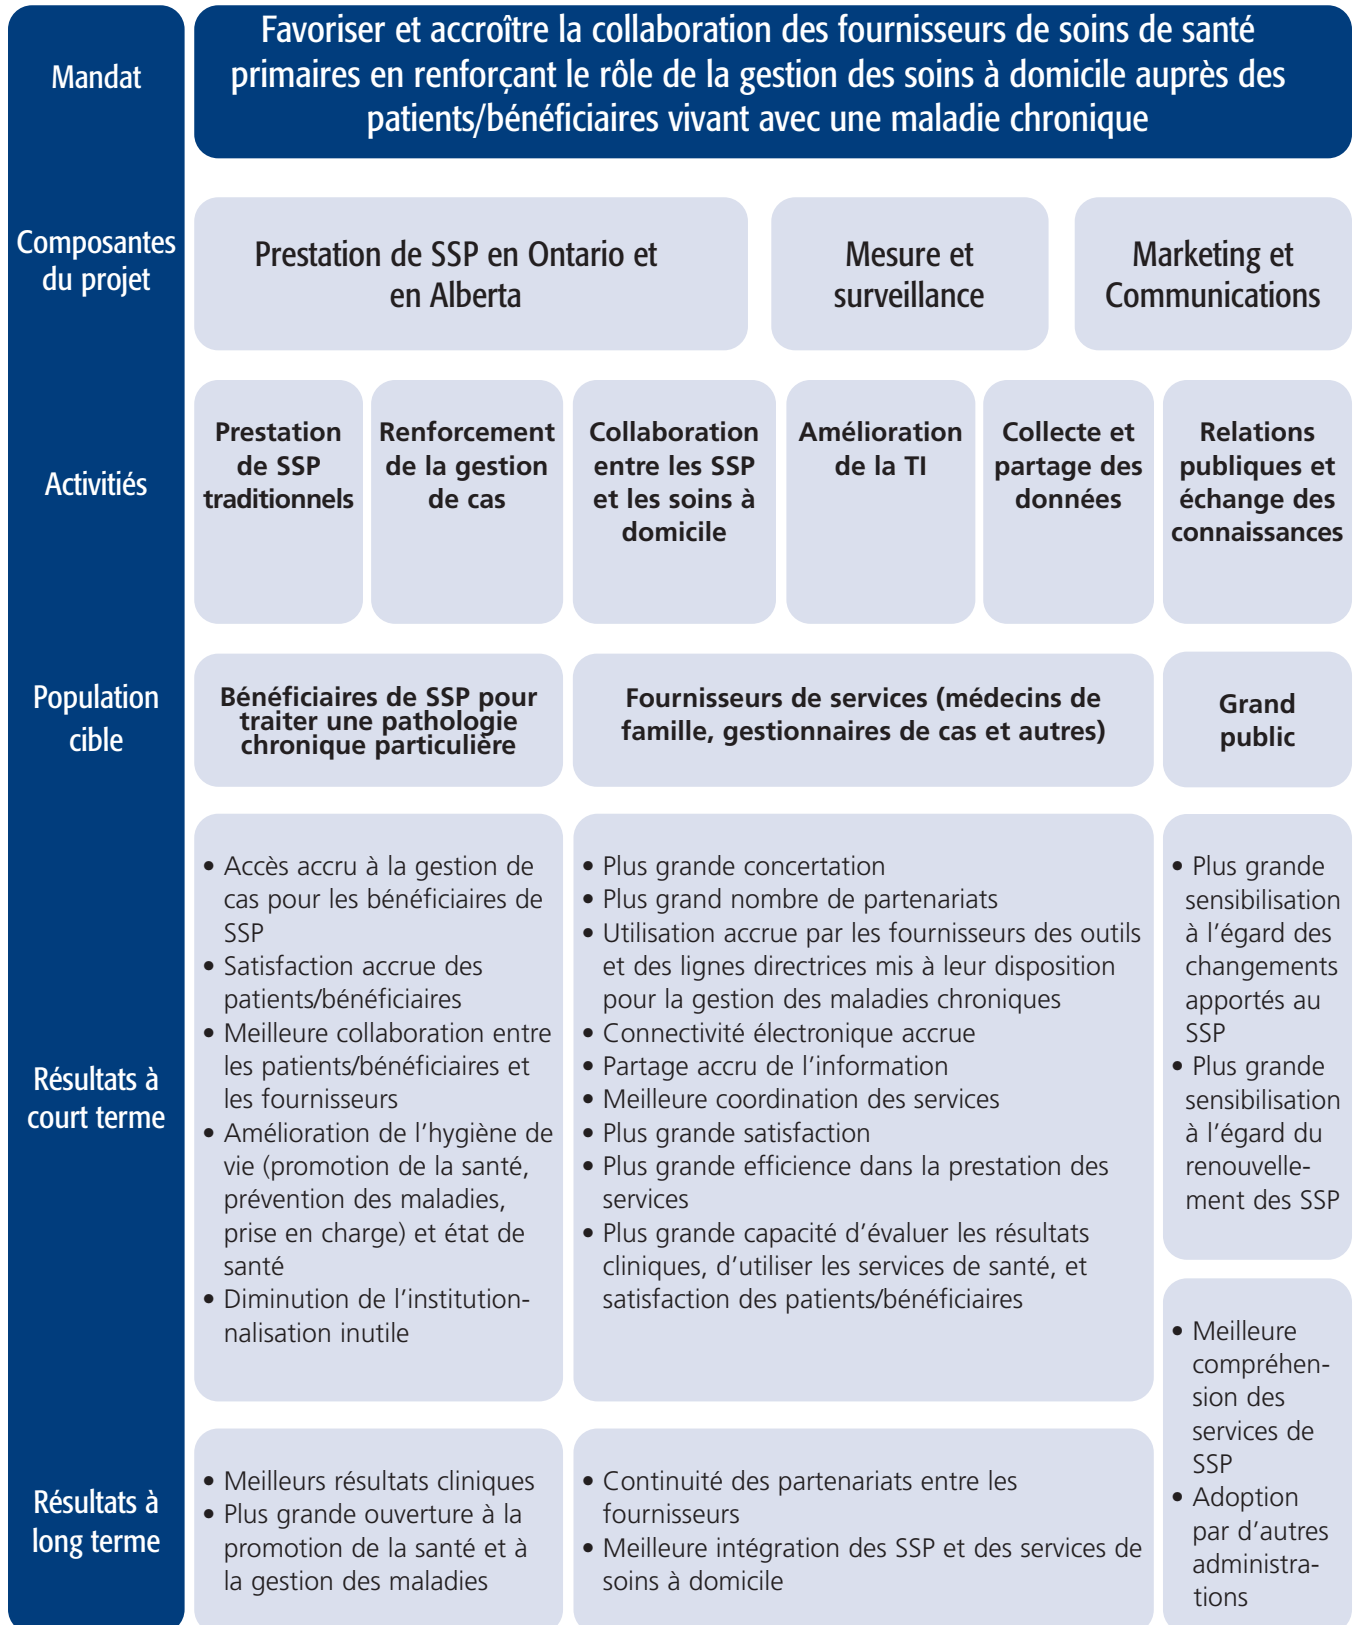 Mandat
Favoriser et accroître la collaboration des fournisseurs de soins de santé
primaires en renforçant le rôle de la gestion des soins à domicile auprès des
patients/bénéficiaires vivant avec une maladie chronique
Composantes
du projet
Prestation de SSP en Ontario et
en Alberta
Mesure et
surveillance
Marketing et
Communications
Activitiés
Prestation
de SSP
traditionnels
Renforcement
de la gestion
de cas
Collaboration
entre les SSP
et les soins à
domicile
Amélioration
de la TI
Collecte et
partage des
données
Relations
publiques et
échange des
connaissances
Population
cible
Bénéficiaires de SSP pour
traiter une pathologie
chronique particulière
Fournisseurs de services (médecins de
famille, gestionnaires de cas et autres)
Grand
public
Résultats à
court terme
• Accès accru à la gestion de
cas pour les bénéficiaires de
SSP
• Satisfaction accrue des
patients/bénéficiaires
• Meilleure collaboration entre
les patients/bénéficiaires et
les fournisseurs
• Amélioration de l'hygiène de
vie (promotion de la santé,
prévention des maladies,
prise en charge) et état de
santé
• Diminution de l'institution-
nalisation inutile
• Plus grande concertation
• Plus grand nombre de partenariats
• Utilisation accrue par les fournisseurs des outils
et des lignes directrices mis à leur disposition
pour la gestion des maladies chroniques
• Connectivité électronique accrue
• Partage accru de l'information
• Meilleure coordination des services
• Plus grande satisfaction
• Plus grande efficience dans la prestation des
services
• Plus grande capacité d'évaluer les résultats
cliniques, d'utiliser les services de santé, et
satisfaction des patients/bénéficiaires
• Plus grande
sensibilisation
à l'égard des
changements
apportés au
SSP
• Plus grande
sensibilisation
à l'égard du
renouvelle-
ment des SSP
Résultats à
long terme
• Meilleurs résultats cliniques
• Plus grande ouverture à la
promotion de la santé et à
la gestion des maladies
• Continuité des partenariats entre les
fournisseurs
• Meilleure intégration des SSP et des services de
soins à domicile
• Meilleure
compréhen-
sion des
services de
SSP
• Adoption
par d'autres
administra-
tions